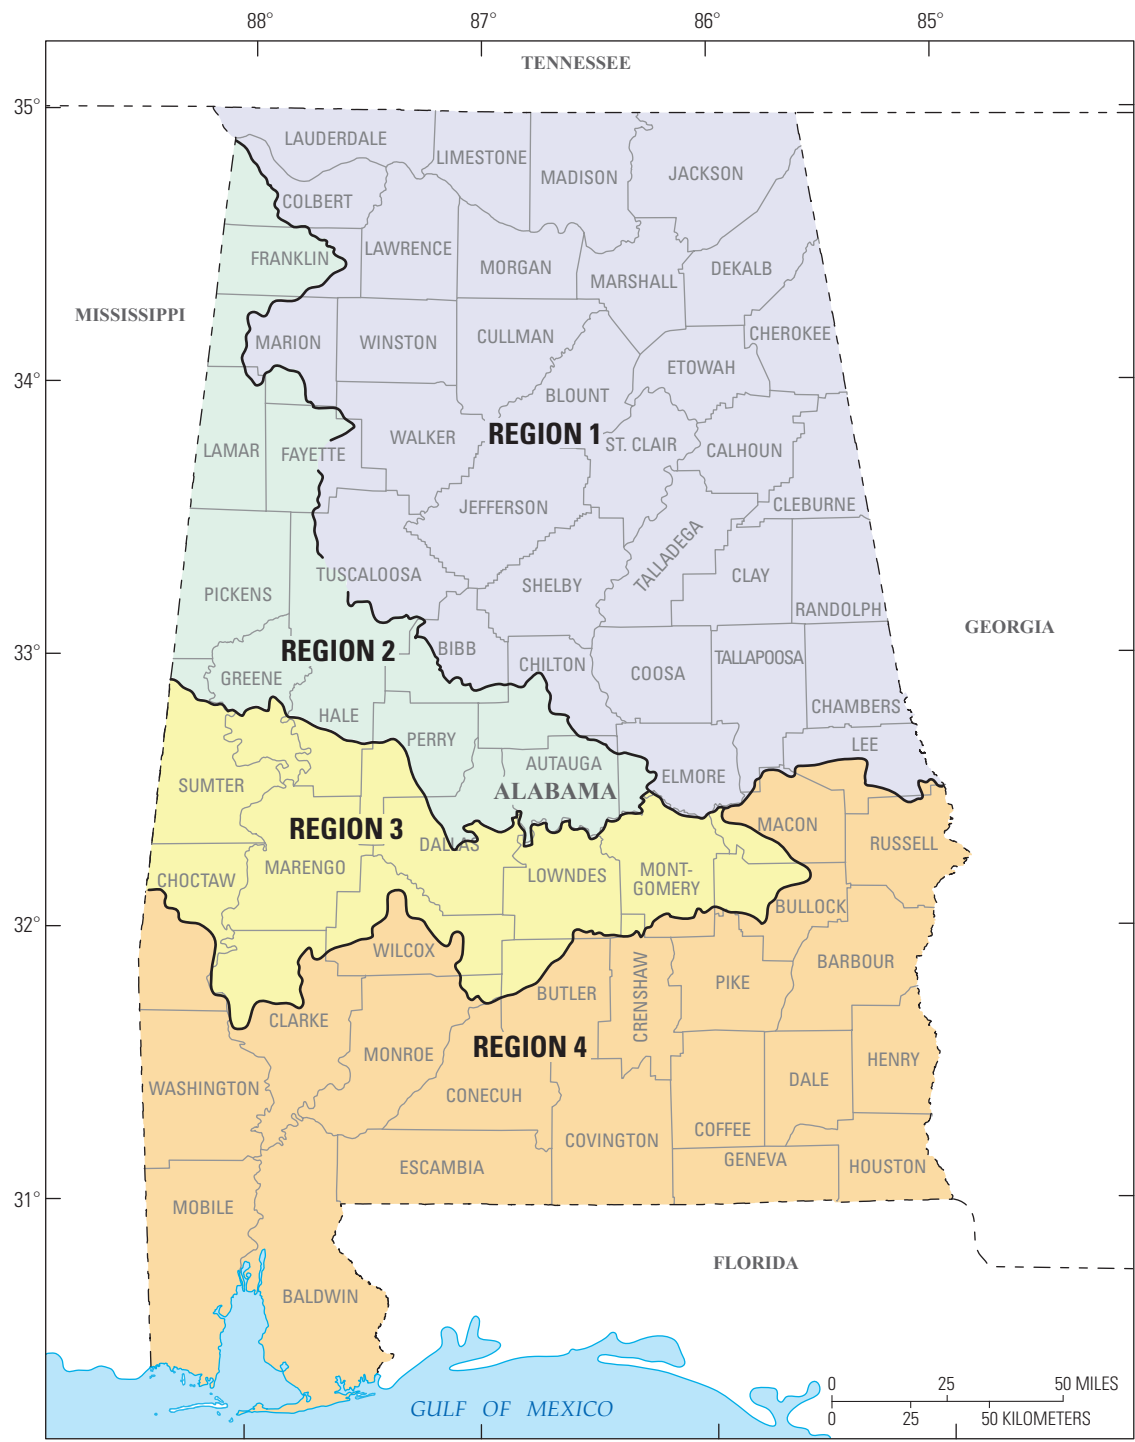 88° 87° 86° 85°
TENNESSEE
35°
LAUDERDALE
LIMESTONE
MADISON
JACKSON
COLBERT
FRANKLIN
LAWRENCE
MORGAN
MARSHALL
DEKALB
MISSISSIPPI
MARION
WINSTON
CULLMAN
CHEROKEE
ETOWAH
34°
BLOUNT
REGION 1
WALKER
ST. CLAIR
CALHOUN
LAMAR
FAYETTE
JEFFERSON
CLEBURNE
TALLADEGA
TUSCALOOSA
SHELBY
CLAY
PICKENS
RANDOLPH
GEORGIA
33°
REGION 2
BIBB
CHILTON
COOSA
TALLAPOOSA
GREENE
HALE
CHAMBERS
PERRY
LEE
AUTAUGA
ELMORE
SUMTER
ALABAMA
REGION 3
MACON
DALLAS
RUSSELL
MARENGO
CHOCTAW
LOWNDES
MONT-
GOMERY
BULLOCK
32°
WILCOX
BARBOUR
BUTLER
CRENSHAW
PIKE
CLARKE
REGION 4
MONROE
HENRY
WASHINGTON
CONECUH
DALE
COVINGTON
COFFEE
ESCAMBIA
GENEVA
HOUSTON
31°
MOBILE
FLORIDA
BALDWIN
GULF OF MEXICO
0 25 50 MILES
0 25 50 KILOMETERS